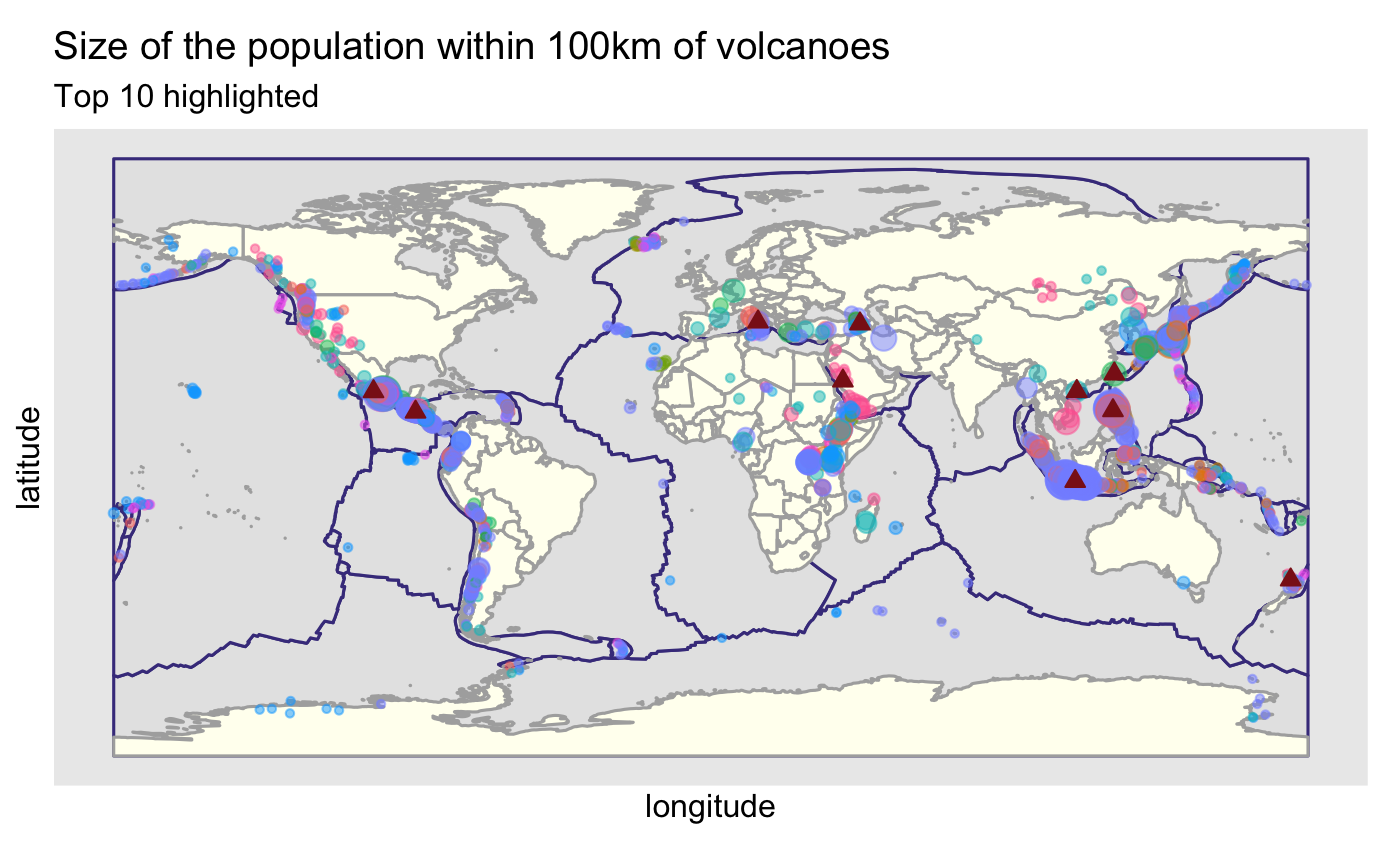 Size of the population within 100km of volcanoes
Top 10 highlighted
latitude
longitude